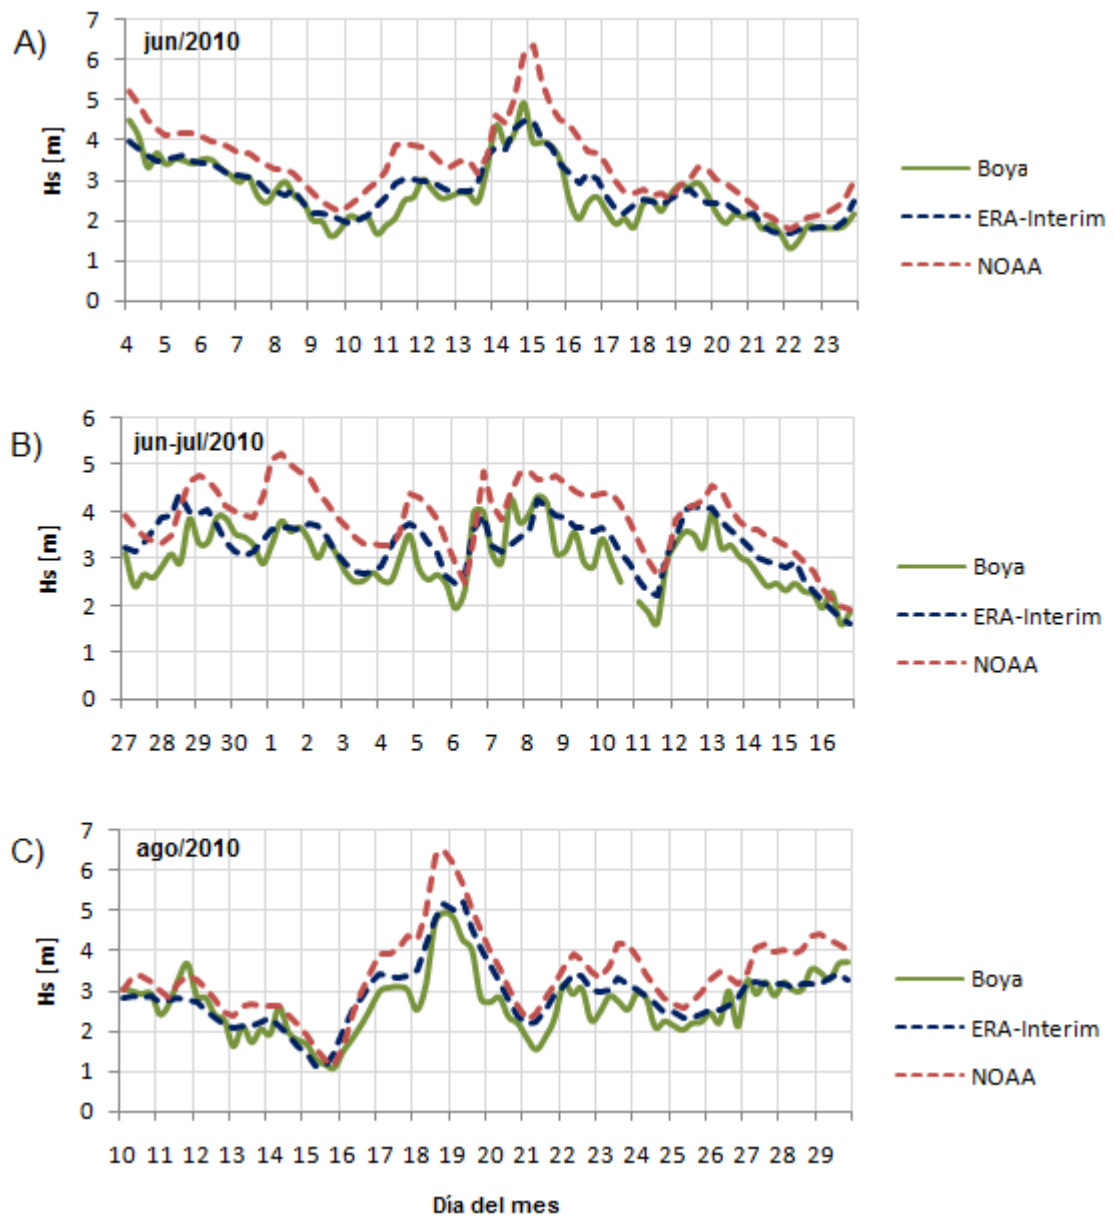 A)
jun/2010
Hs [m]
7
6
5
4
3
2
1
0
4 5 6 7 8 9 10 11 12 13 14 15 16 17 18 19 20 21 22 23
Boya
ERA-Interim
NOAA
B)
jun-jul/2010
Hs [m]
6
5
4
3
2
1
0
27 28 29 30 1 2 3 4 5 6 7 8 9 10 11 12 13 14 15 16
Boya
ERA-Interim
NOAA
C)
ago/2010
Hs [m]
7
6
5
4
3
2
1
0
10 11 12 13 14 15 16 17 18 19 20 21 22 23 24 25 26 27 28 29
Boya
ERA-Interim
NOAA
Día del mes